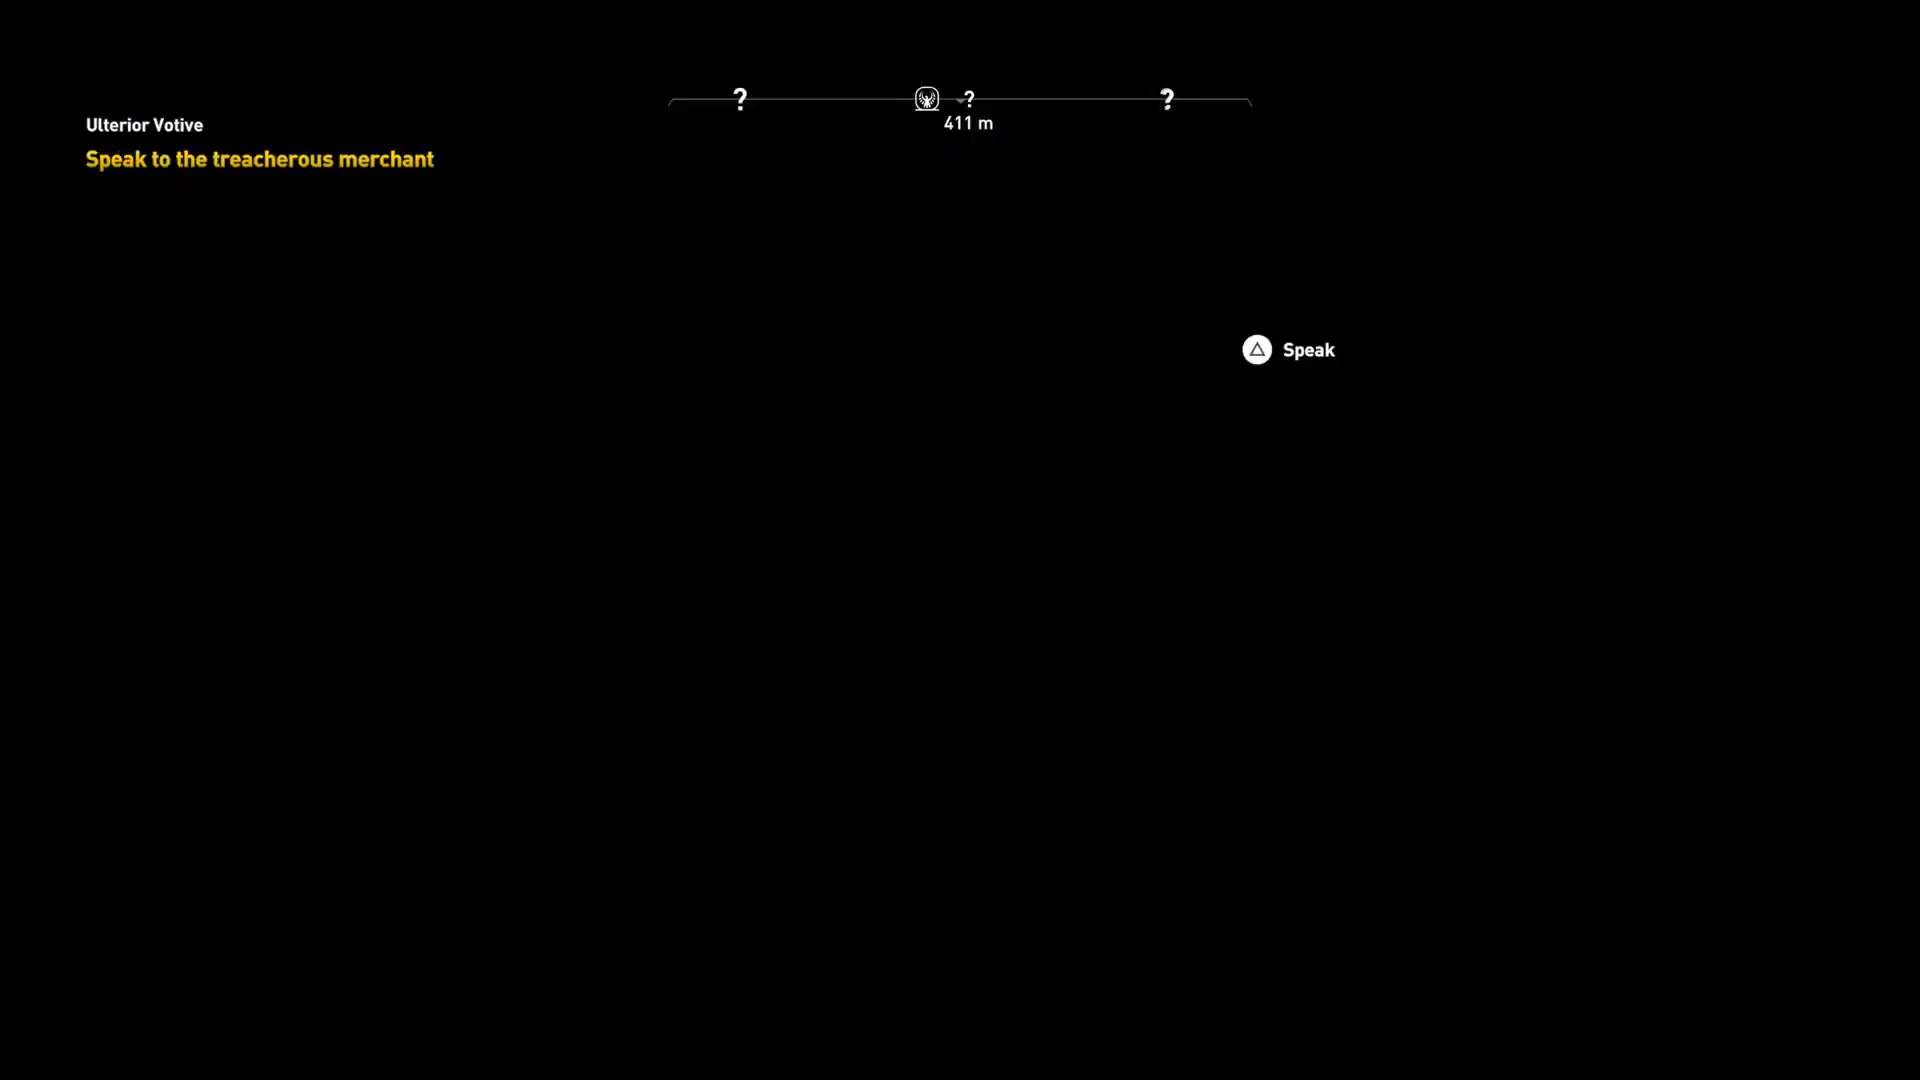 ? ? ?
411 m
Ulterior Votive
Speak to the treacherous merchant
Speak